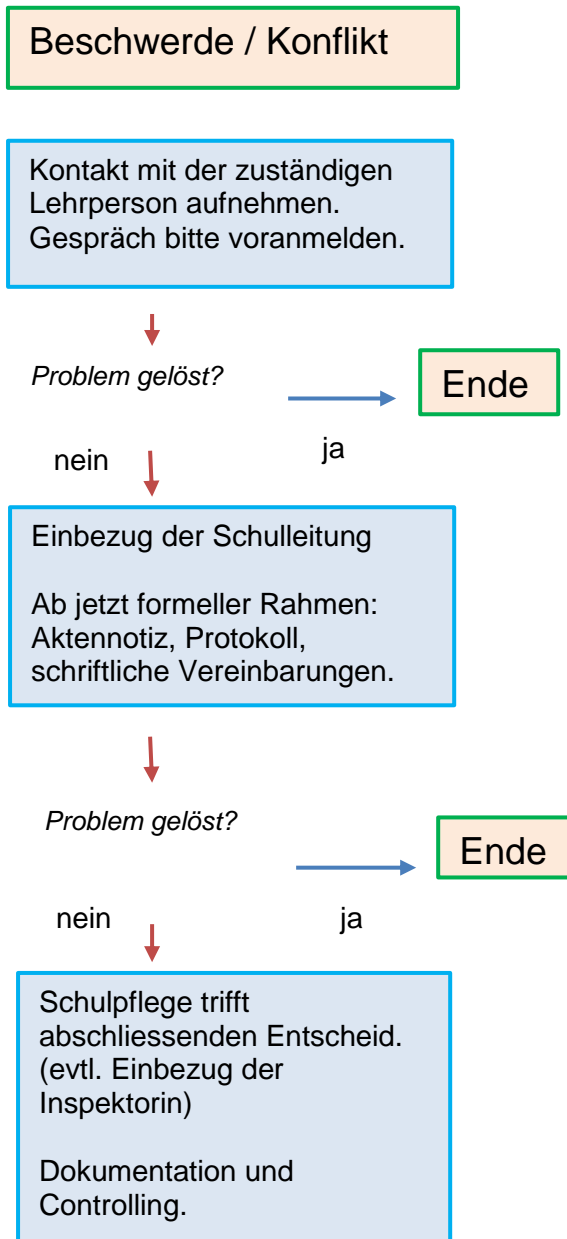 Beschwerde / Konflikt
Kontakt mit der zuständigen
Lehrperson aufnehmen.
Gespräch bitte voranmelden.
Problem gelöst?
Ende
nein
ja
Einbezug der Schulleitung
Ab jetzt formeller Rahmen:
Aktennotiz, Protokoll,
schriftliche Vereinbarungen.
Problem gelöst?
Ende
nein
ja
Schulpflege trifft
abschliessenden Entscheid.
(evtl. Einbezug der
Inspektorin)
Dokumentation und
Controlling.